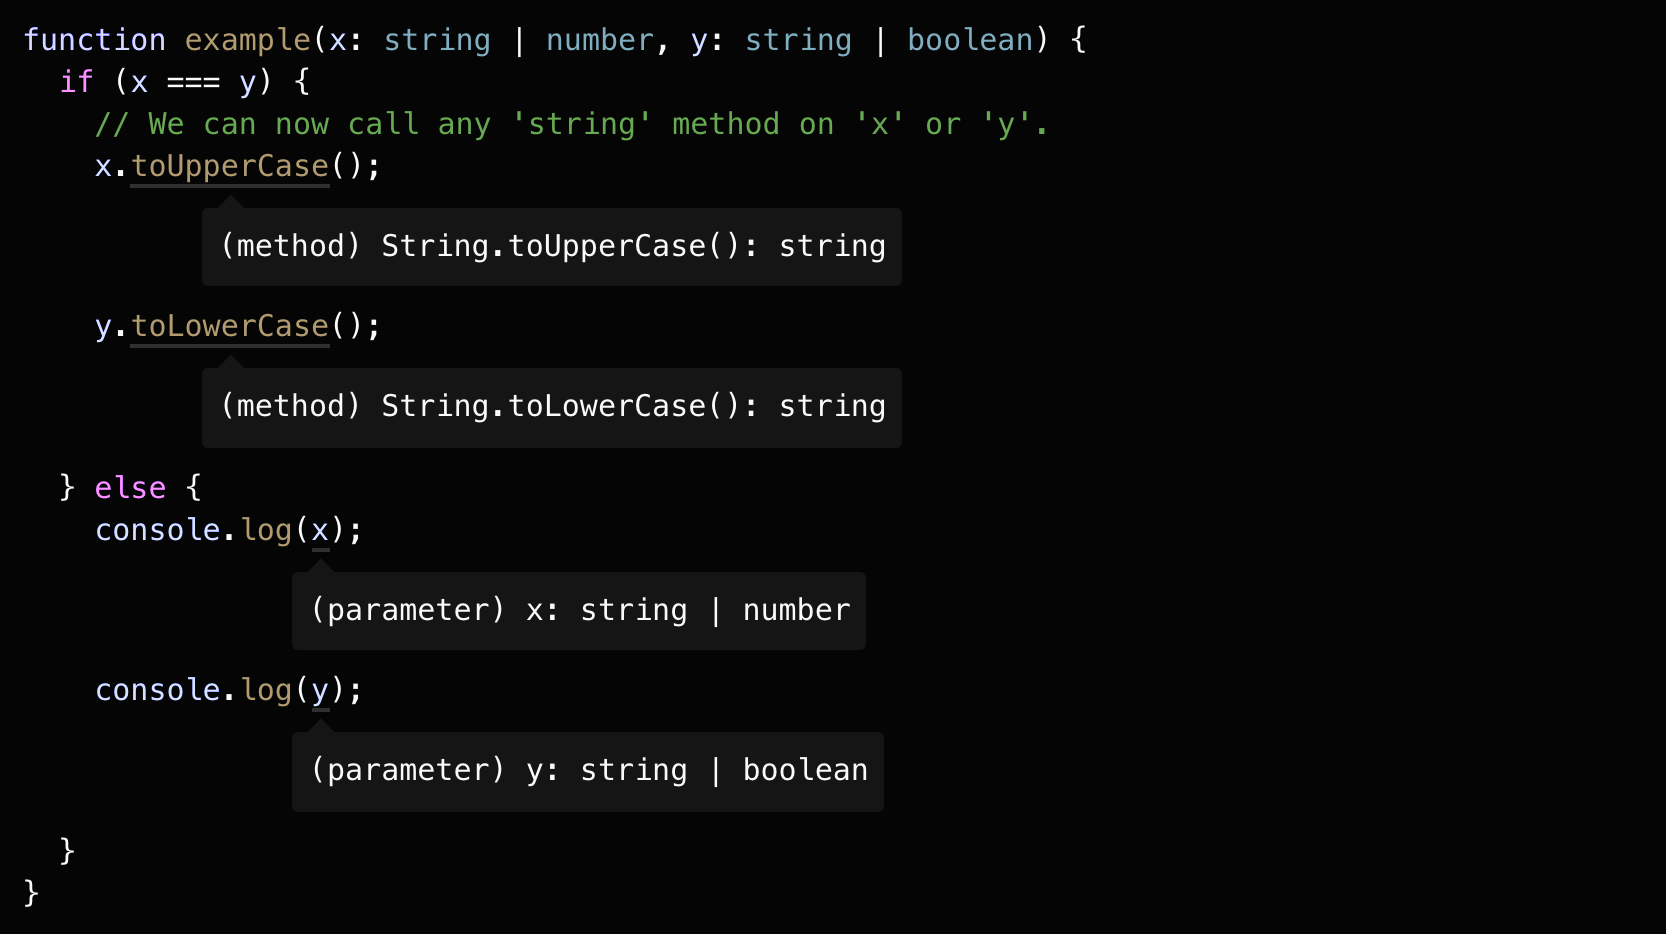 function example(x: string | number, y: string | boolean) {
  if (x === y) {
    // We can now call any 'string' method on 'x' or 'y'.
    x.toUpperCase();
          (method) String.toUpperCase(): string
    y.toLowerCase();
          (method) String.toLowerCase(): string
  } else {
    console.log(x);
               (parameter) x: string | number
    console.log(y);
               (parameter) y: string | boolean
  }
}